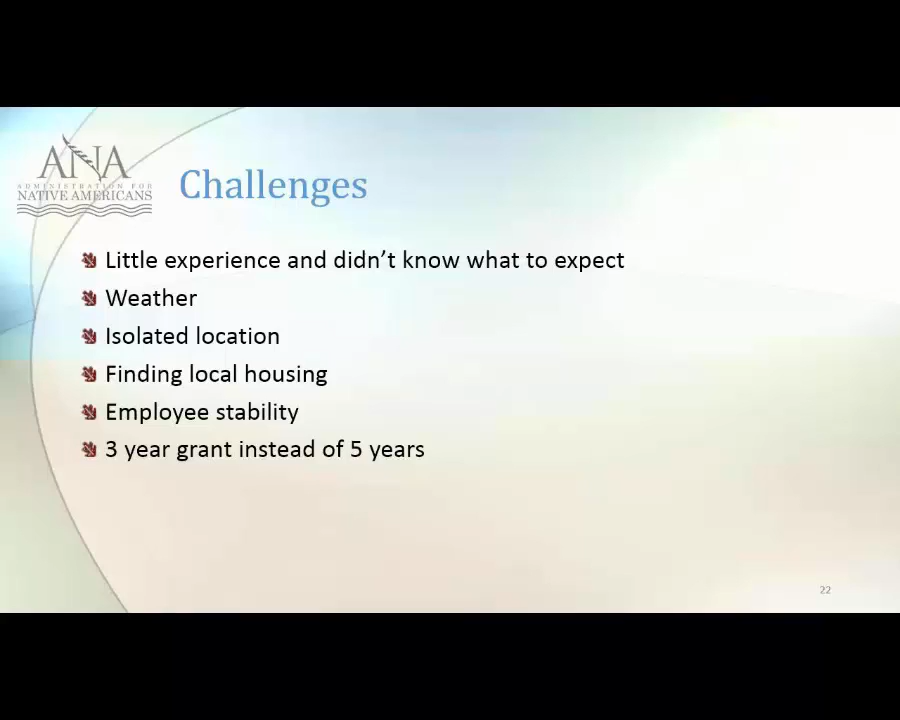 ANA
ADMINISTRATION FOR
NATIVE AMERICANS
Challenges
Little experience and didn’t know what to expect
Weather
Isolated location
Finding local housing
Employee stability
3 year grant instead of 5 years
22